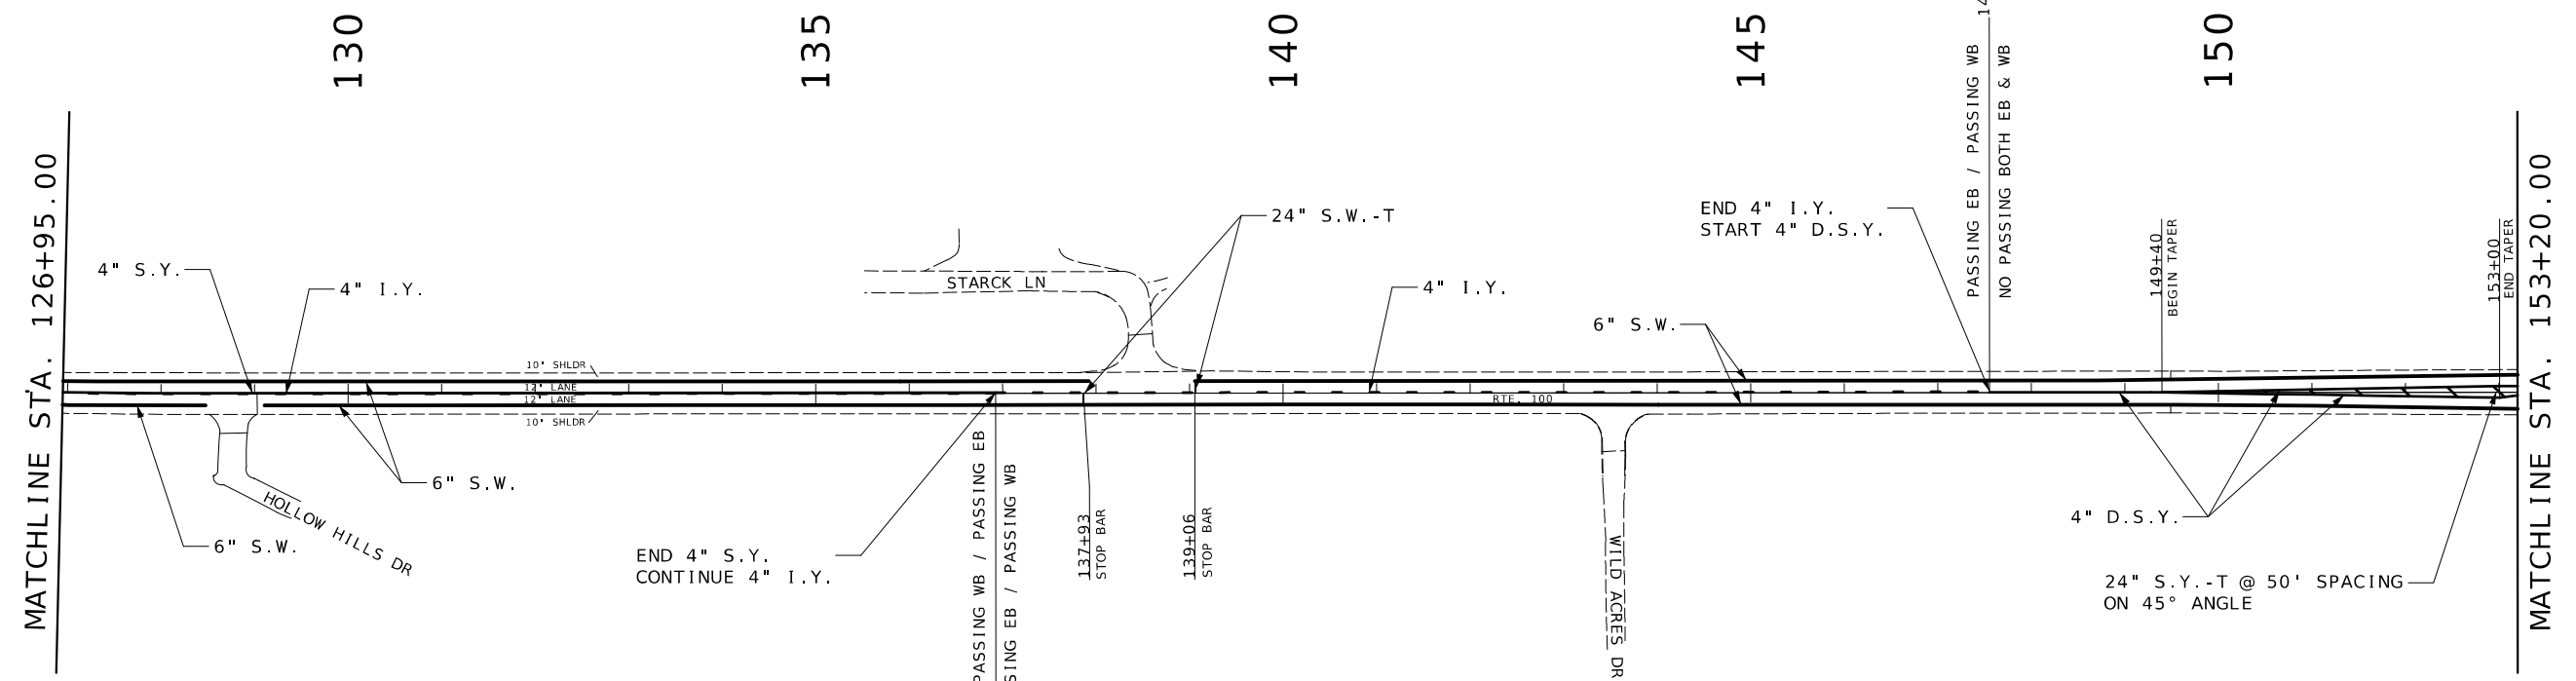 130
135
140
145
150
MATCHLINE STA. 126+95.00
4" S.Y.
4" I.Y.
10' SHLDR
12' LANE
12' LANE
10' SHLDR
6" S.W.
6" S.W.
HOLLOW HILLS DR
STARCK LN
24" S.W.-T
4" I.Y.
END 4" S.Y.
CONTINUE 4" I.Y.
PASSING WB / PASSING EB
EB / PASSING WB
137+93
STOP BAR
139+06
STOP BAR
6" S.W.
RTE. 100
WILD ACRES DR
END 4" I.Y.
START 4" D.S.Y.
PASSING EB / PASSING WB
NO PASSING BOTH EB & WB
149+40
BEGIN TAPER
153+00
END TAPER
4" D.S.Y.
24" S.Y.-T @ 50' SPACING
ON 45° ANGLE
MATCHLINE STA. 153+20.00